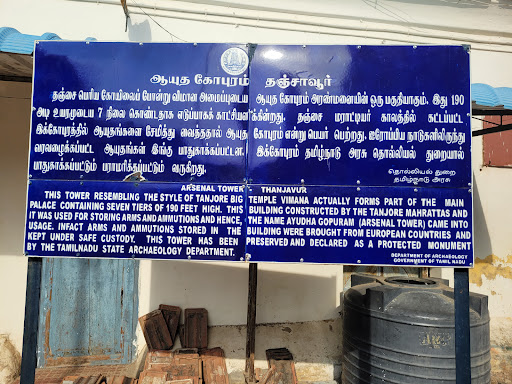 ஆயுத கோபுரம் தஞ்சாவூர்
தஞ்சை பெரிய கோயிலைப் போன்று விமான அமைப்புடைய ஆயுத கோபுரம் அரண்மனையின் ஒரு பகுதியாகும். இது 190
அடி உயரமுடைய 7 நிலை கொண்டதாக எடுப்பாகக் காட்சியளிக்கின்றது. தஞ்சை மராட்டியர் காலத்தில் கட்டப்பட்ட
இக்கோபுரத்தில் ஆயுதங்களை சேமித்து வைத்ததால் ஆயுத கோபுரம் என்று பெயர் பெற்றது. ஐரோப்பிய நாடுகளிலிருந்து
வரவழைக்கப்பட்ட ஆயுதங்கள் இங்கு பாதுகாக்கப்பட்டன. இக்கோபுரம் தமிழ்நாடு அரசு தொல்லியல் துறையால்
பாதுகாக்கப்பட்டும் பராமரிக்கப்பட்டும் வருகிறது.
தொல்லியல் துறை
தமிழ்நாடு அரசு
ARSENAL TOWER THANJAVUR
THIS TOWER RESEMBLING THE STYLE OF TANJORE BIG TEMPLE VIMANA ACTUALLY FORMS PART OF THE MAIN
PALACE CONTAINING SEVEN TIERS OF 190 FEET HIGH. THIS BUILDING CONSTRUCTED BY THE TANJORE MAHRATTAS AND
IT WAS USED FOR STORING ARMS AND AMMUTIONS AND HENCE, THE NAME AYUDHA GOPURAM (ARSENAL TOWER) CAME INTO
USAGE. INFACT ARMS AND AMMUTIONS STORED IN THE BUILDING WERE BROUGHT FROM EUROPEAN COUNTRIES AND
KEPT UNDER SAFE CUSTODY. THIS TOWER HAS BEEN PRESERVED AND DECLARED AS A PROTECTED MONUMENT
BY THE TAMILNADU STATE ARCHAEOLOGY DEPARTMENT.
DEPARTMENT OF ARCHAEOLOGY
GOVERNMENT OF TAMIL NADU